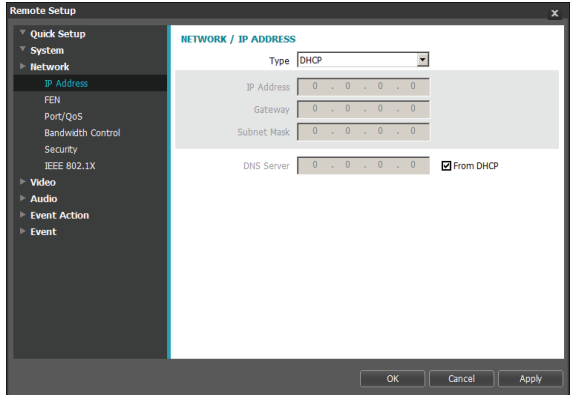 Remote Setup
x
Quick Setup
System
Network
IP Address
FEN
Port/QoS
Bandwidth Control
Security
IEEE 802.1X
Video
Audio
Event Action
Event
NETWORK / IP ADDRESS
Type DHCP
IP Address 0 . 0 . 0 . 0
Gateway 0 . 0 . 0 . 0
Subnet Mask 0 . 0 . 0 . 0
DNS Server 0 . 0 . 0 . 0 From DHCP
OK Cancel Apply